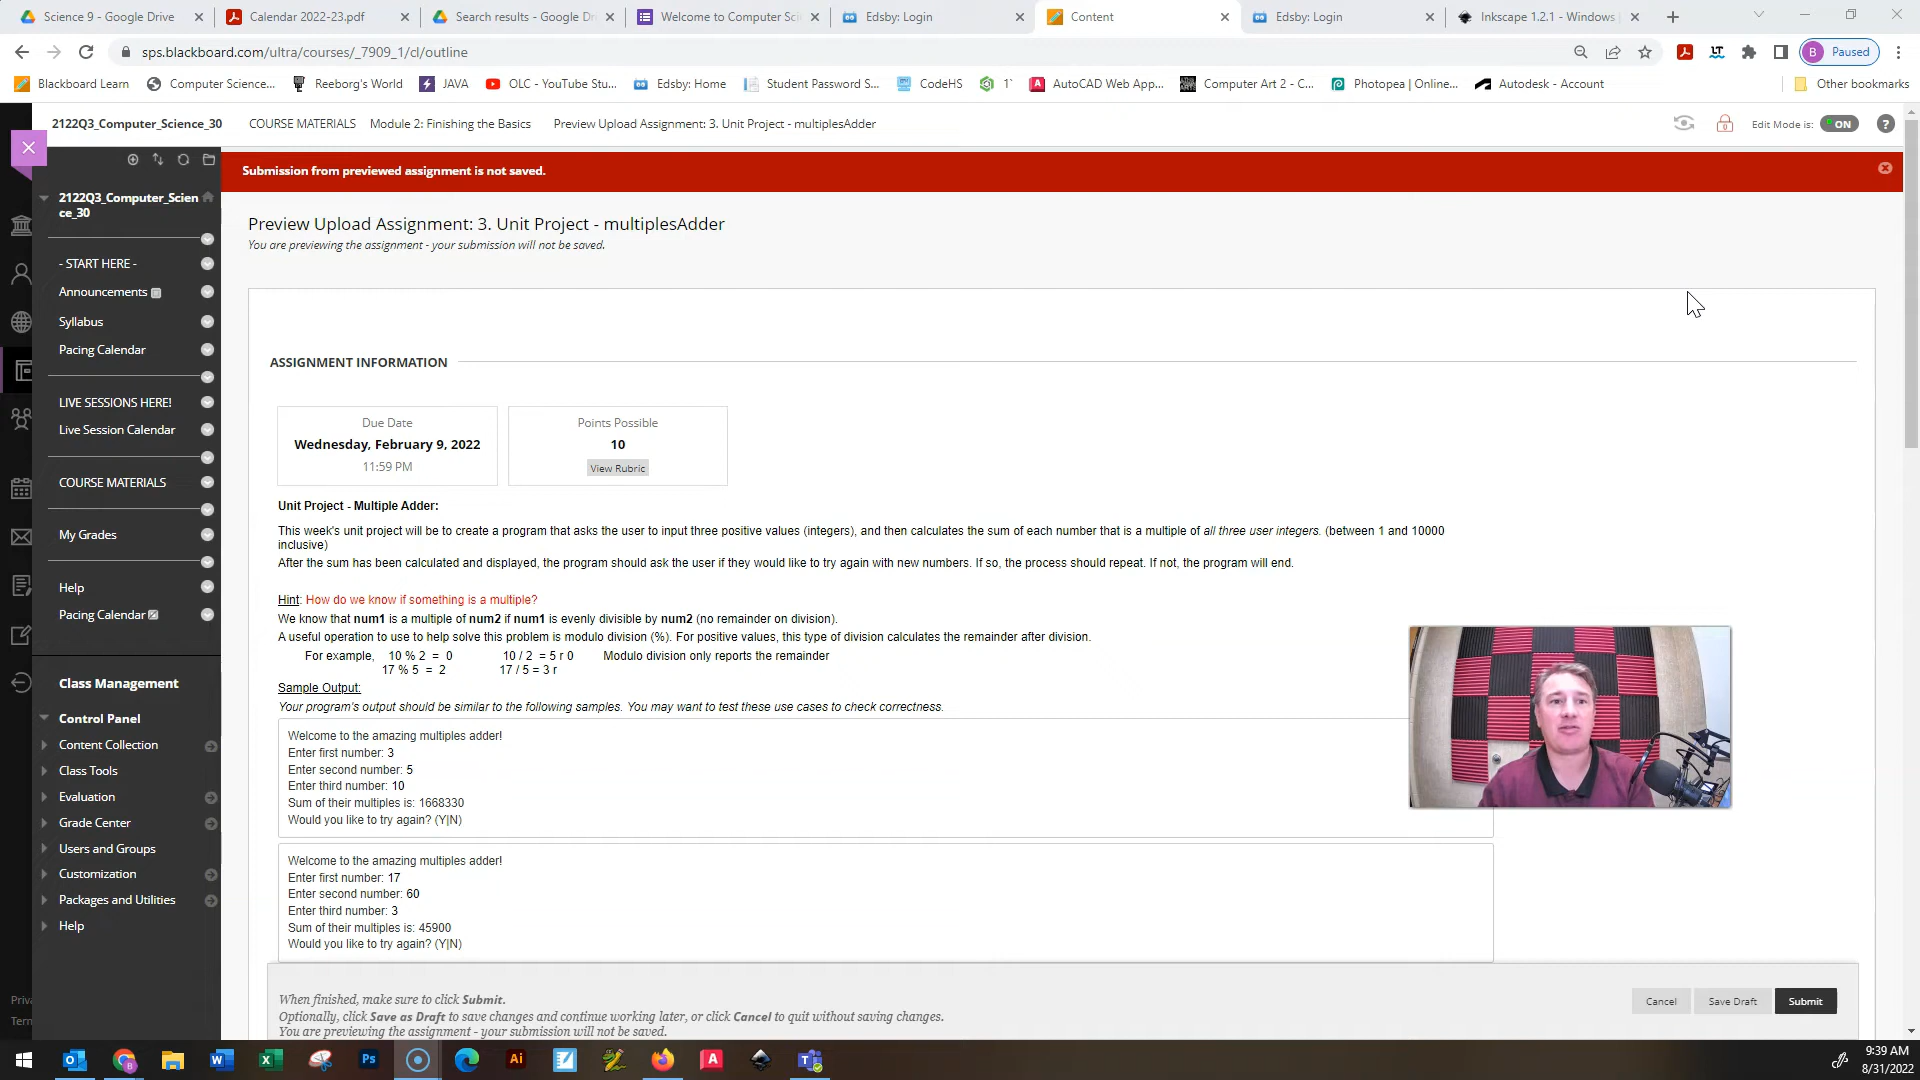 Science 9 - Google Drive
Calendar 2022-23.pdf
Search results - Google Dr
Welcome to Computer Sci
Edsby: Login
Content
Edsby: Login
Inkscape 1.2.1 - Windows
sps.blackboard.com/ultra/courses/_7909_1/cl/outline
B Paused
Blackboard Learn
Computer Science...
Reeborg's World
JAVA
OLC - YouTube Stu...
Edsby: Home
Student Password S...
CodeHS
1`
AutoCAD Web App...
Computer Art 2 - C...
Photopea | Online...
Autodesk - Account
Other bookmarks
2122Q3_Computer_Science_30
COURSE MATERIALS
Module 2: Finishing the Basics
Preview Upload Assignment: 3. Unit Project - multiplesAdder
Edit Mode is: ON
Submission from previewed assignment is not saved.
2122Q3_Computer_Scien
ce_30
- START HERE -
Announcements
Syllabus
Pacing Calendar
LIVE SESSIONS HERE!
Live Session Calendar
COURSE MATERIALS
My Grades
Help
Pacing Calendar
Class Management
Control Panel
Content Collection
Class Tools
Evaluation
Grade Center
Users and Groups
Customization
Packages and Utilities
Help
Priva
Term
Preview Upload Assignment: 3. Unit Project - multiplesAdder
You are previewing the assignment - your submission will not be saved.
ASSIGNMENT INFORMATION
Due Date
Wednesday, February 9, 2022
11:59 PM
Points Possible
10
View Rubric
Unit Project - Multiple Adder:
This week's unit project will be to create a program that asks the user to input three positive values (integers), and then calculates the sum of each number that is a multiple of all three user integers. (between 1 and 10000
inclusive)
After the sum has been calculated and displayed, the program should ask the user if they would like to try again with new numbers. If so, the process should repeat. If not, the program will end.
Hint: How do we know if something is a multiple?
We know that num1 is a multiple of num2 if num1 is evenly divisible by num2 (no remainder on division).
A useful operation to use to help solve this problem is modulo division (%). For positive values, this type of division calculates the remainder after division.
For example, 10 % 2 = 0 10 / 2 = 5 r 0 Modulo division only reports the remainder
17 % 5 = 2 17 / 5 = 3 r
Sample Output:
Your program's output should be similar to the following samples. You may want to test these use cases to check correctness.
Welcome to the amazing multiples adder!
Enter first number: 3
Enter second number: 5
Enter third number: 10
Sum of their multiples is: 1668330
Would you like to try again? (Y|N)
Welcome to the amazing multiples adder!
Enter first number: 17
Enter second number: 60
Enter third number: 3
Sum of their multiples is: 45900
Would you like to try again? (Y|N)
When finished, make sure to click Submit.
Optionally, click Save as Draft to save changes and continue working later, or click Cancel to quit without saving changes.
You are previewing the assignment - your submission will not be saved.
Cancel
Save Draft
Submit
9:39 AM
8/31/2022